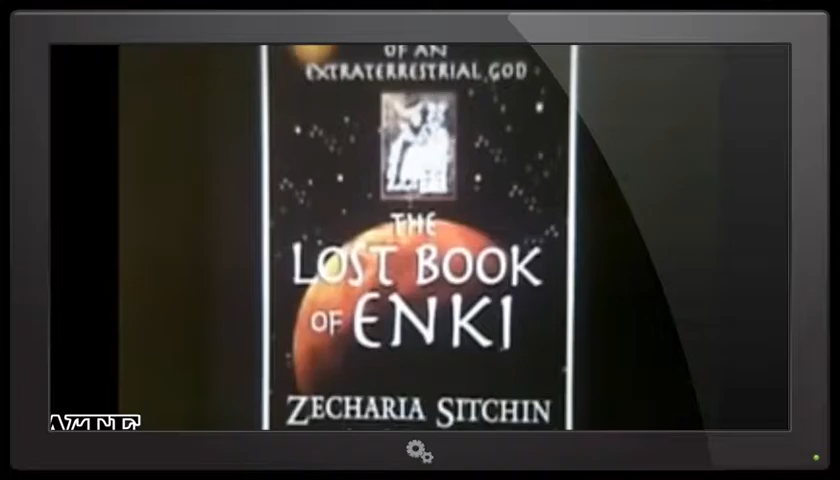 OF AN
EXTRATERRESTRIAL GOD
THE
LOST BOOK
OF ENKI
ZECHARIA SITCHIN